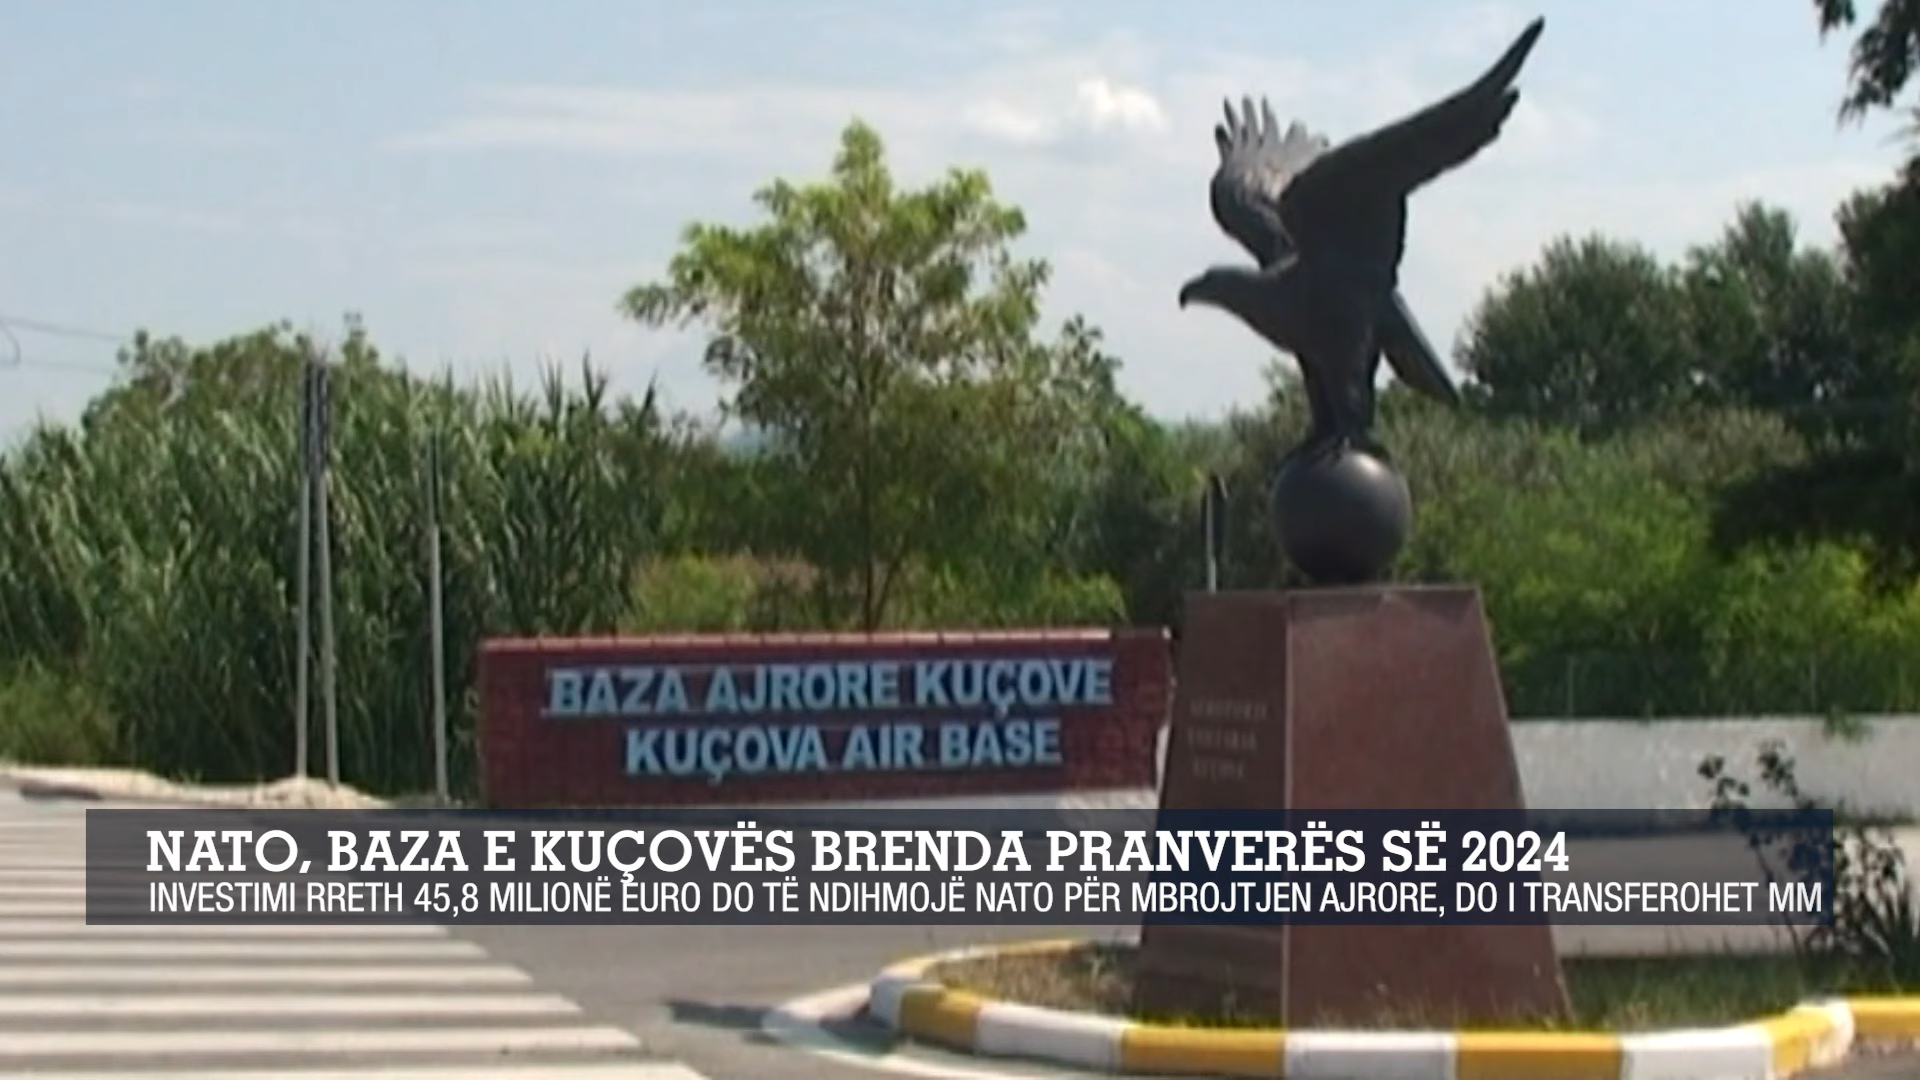 BAZA AJRORE KUÇOVE
KUÇOVA AIR BASE
NATO, BAZA E KUÇOVËS BRENDA PRANVERËS SË 2024
INVESTIMI RRETH 45,8 MILIONË EURO DO TË NDIHMOJË NATO PËR MBROJTJEN AJRORE, DO I TRANSFEROHET MM